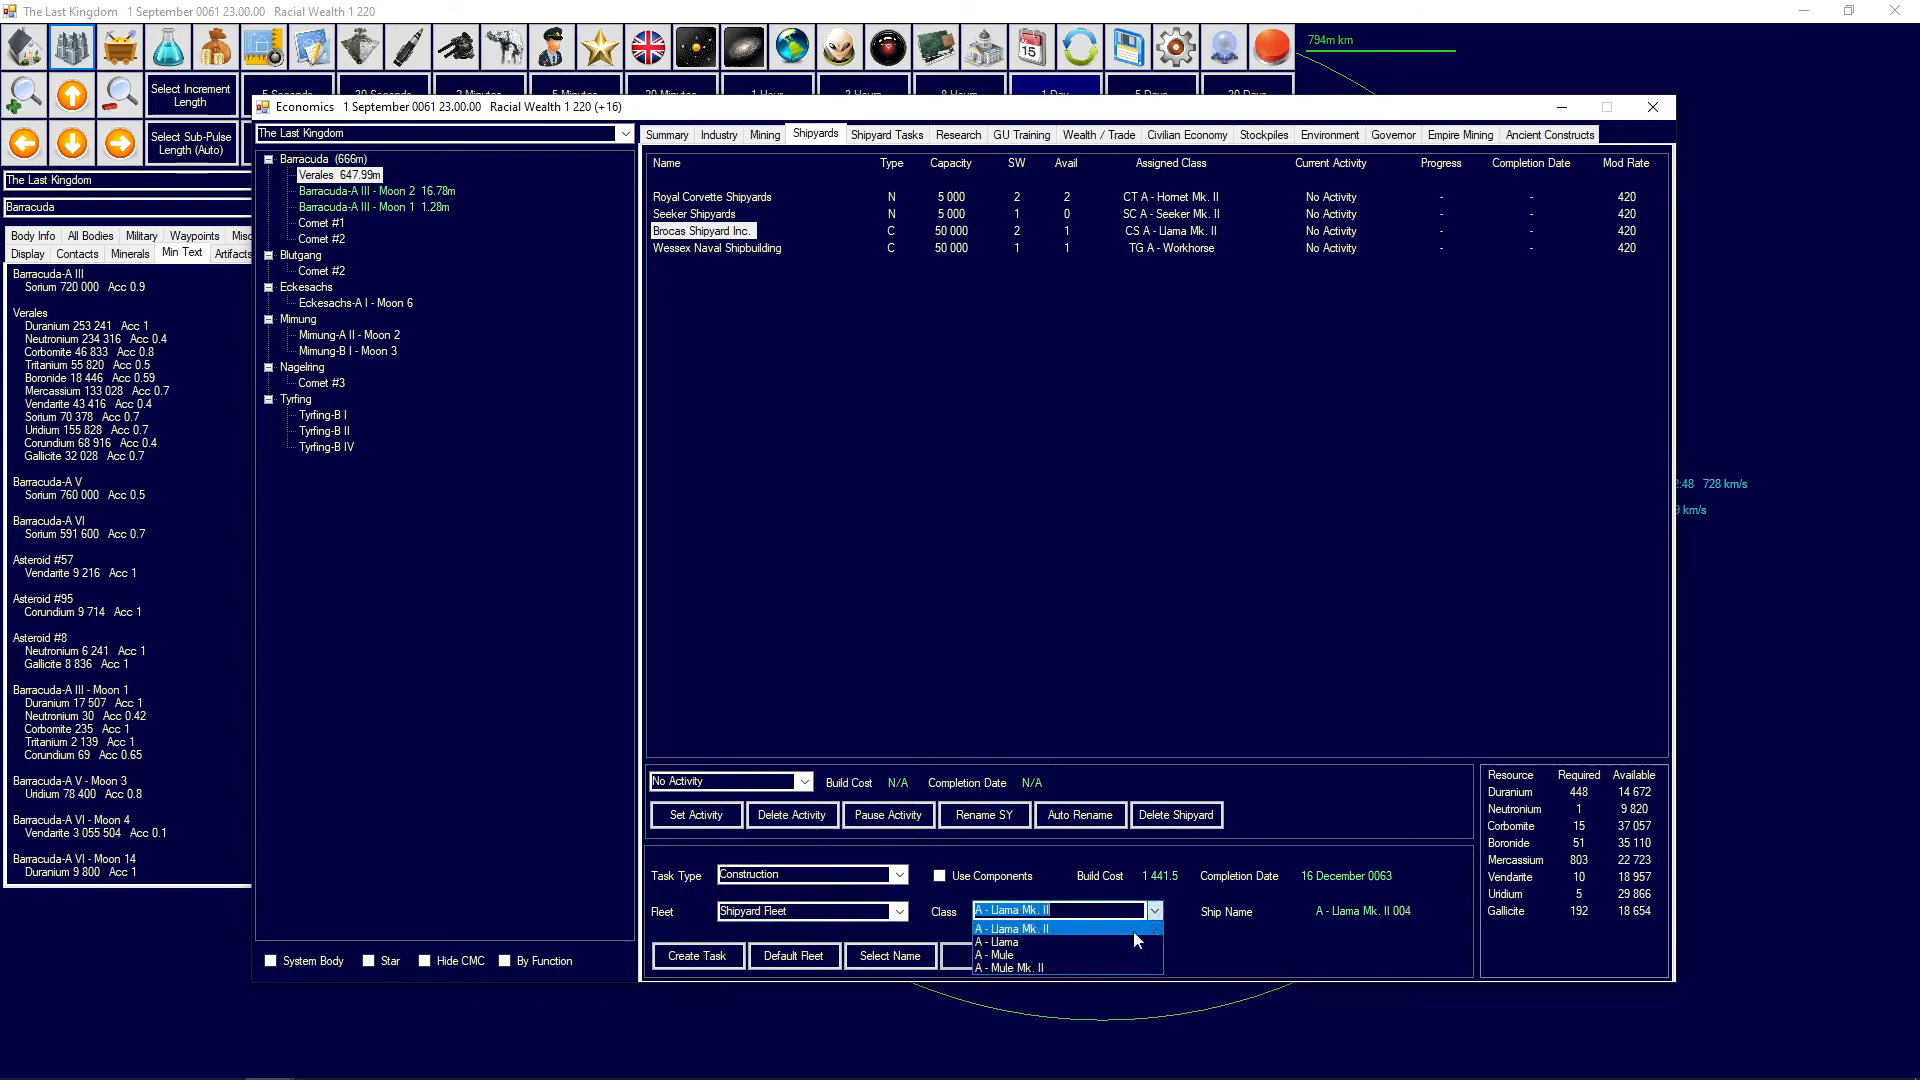 The Last Kingdom   1 September 0061 23.00.00   Racial Wealth 1 220
794m km
Select Increment Length
Select Sub-Pulse Length (Auto)
1 Day
The Last Kingdom
Barracuda
Body Info   All Bodies   Military   Waypoints   Misc
Display   Contacts   Minerals   Min Text   Artifacts
Barracuda-A III
Sorium 720 000   Acc 0.9
Verales
Duranium 253 241   Acc 1
Neutronium 234 316   Acc 0.4
Corbomite 46 833   Acc 0.8
Tritanium 55 820   Acc 0.5
Boronide 18 446   Acc 0.59
Mercassium 133 028   Acc 0.7
Vendarite 43 416   Acc 0.4
Sorium 70 378   Acc 0.7
Uridium 155 828   Acc 0.7
Corundium 68 916   Acc 0.4
Gallicite 32 028   Acc 0.7
Barracuda-A V
Sorium 760 000   Acc 0.5
Barracuda-A VI
Sorium 591 600   Acc 0.7
Asteroid #57
Vendarite 9 216   Acc 1
Asteroid #95
Corundium 9 714   Acc 1
Asteroid #8
Neutronium 6 241   Acc 1
Gallicite 8 836   Acc 1
Barracuda-A III - Moon 1
Duranium 17 507   Acc 1
Neutronium 30   Acc 0.42
Corbomite 235   Acc 1
Tritanium 2 139   Acc 1
Corundium 69   Acc 0.65
Barracuda-A V - Moon 3
Uridium 78 400   Acc 0.8
Barracuda-A VI - Moon 4
Vendarite 3 055 504   Acc 0.1
Barracuda-A VI - Moon 14
Duranium 9 800   Acc 1
Economics   1 September 0061 23.00.00   Racial Wealth 1 220 (+16)
The Last Kingdom
Barracuda (666m)
Verales 647.99m
Barracuda-A III - Moon 2 16.78m
Barracuda-A III - Moon 1 1.28m
Comet #1
Comet #2
Blutgang
Comet #2
Eckesachs
Eckesachs-A I - Moon 6
Mimung
Mimung-A II - Moon 2
Mimung-B I - Moon 3
Nagelring
Comet #3
Tyrfing
Tyrfing-B I
Tyrfing-B II
Tyrfing-B IV
System Body   Star   Hide CMC   By Function
Summary   Industry   Mining   Shipyards   Shipyard Tasks   Research   GU Training   Wealth / Trade   Civilian Economy   Stockpiles   Environment   Governor   Empire Mining   Ancient Constructs
Name   Type   Capacity   SW   Avail   Assigned Class   Current Activity   Progress   Completion Date   Mod Rate
Royal Corvette Shipyards   N   5 000   2   2   CT A - Hornet Mk. II   No Activity   -   -   420
Seeker Shipyards   N   5 000   1   0   SC A - Seeker Mk. II   No Activity   -   -   420
Brocas Shipyard Inc.   C   50 000   2   1   CS A - Llama Mk. II   No Activity   -   -   420
Wessex Naval Shipbuilding   C   50 000   1   1   TG A - Workhorse   No Activity   -   -   420
:48   728 km/s
km/s
No Activity   Build Cost   N/A   Completion Date   N/A
Set Activity   Delete Activity   Pause Activity   Rename SY   Auto Rename   Delete Shipyard
Task Type   Construction   Use Components   Build Cost   1 441.5   Completion Date   16 December 0063
Fleet   Shipyard Fleet   Class   A - Llama Mk. II   Ship Name   A - Llama Mk. II 004
A - Llama Mk. II
A - Llama
A - Mule
A - Mule Mk. II
Create Task   Default Fleet   Select Name
Resource   Required   Available
Duranium   448   14 672
Neutronium   1   9 820
Corbomite   15   37 057
Boronide   51   35 110
Mercassium   803   22 723
Vendarite   10   18 957
Uridium   5   29 866
Gallicite   192   18 654